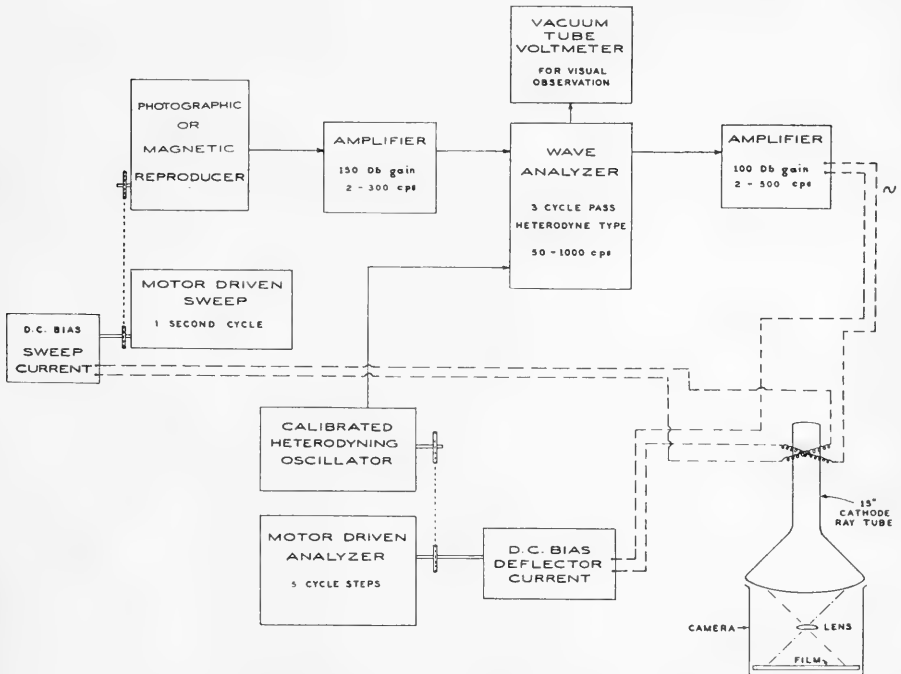 VACUUM
TUBE
VOLTMETER
FOR VISUAL
OBSERVATION
PHOTOGRAPHIC
OR
MAGNETIC
REPRODUCER
AMPLIFIER
150 Db gain
2 - 300 cps
WAVE
ANALYZER
3 CYCLE PASS
HETERODYNE TYPE
50 - 1000 cps
AMPLIFIER
100 Db gain
2 - 500 cps
~
MOTOR DRIVEN
SWEEP
1 SECOND CYCLE
D.C. BIAS
SWEEP
CURRENT
CALIBRATED
HETERODYNING
OSCILLATOR
MOTOR DRIVEN
ANALYZER
5 CYCLE STEPS
D.C. BIAS
DEFLECTOR
CURRENT
15"
CATHODE
RAY TUBE
CAMERA
LENS
FILM